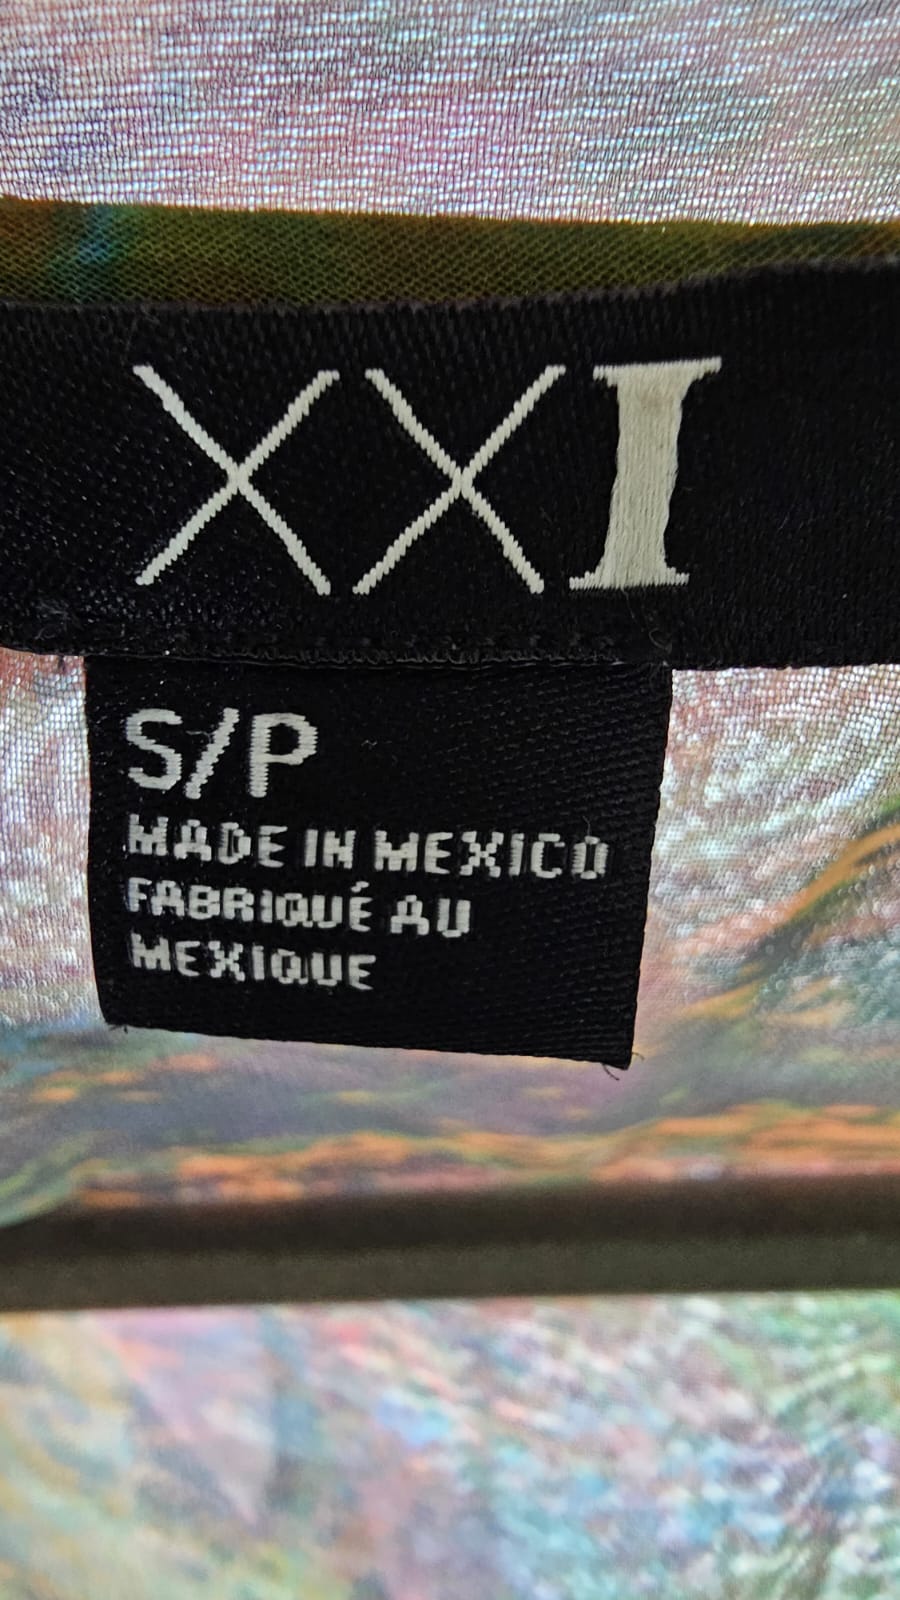 XXI
S/P
MADE IN MEXICO
FABRIQUÉ AU
MEXIQUE